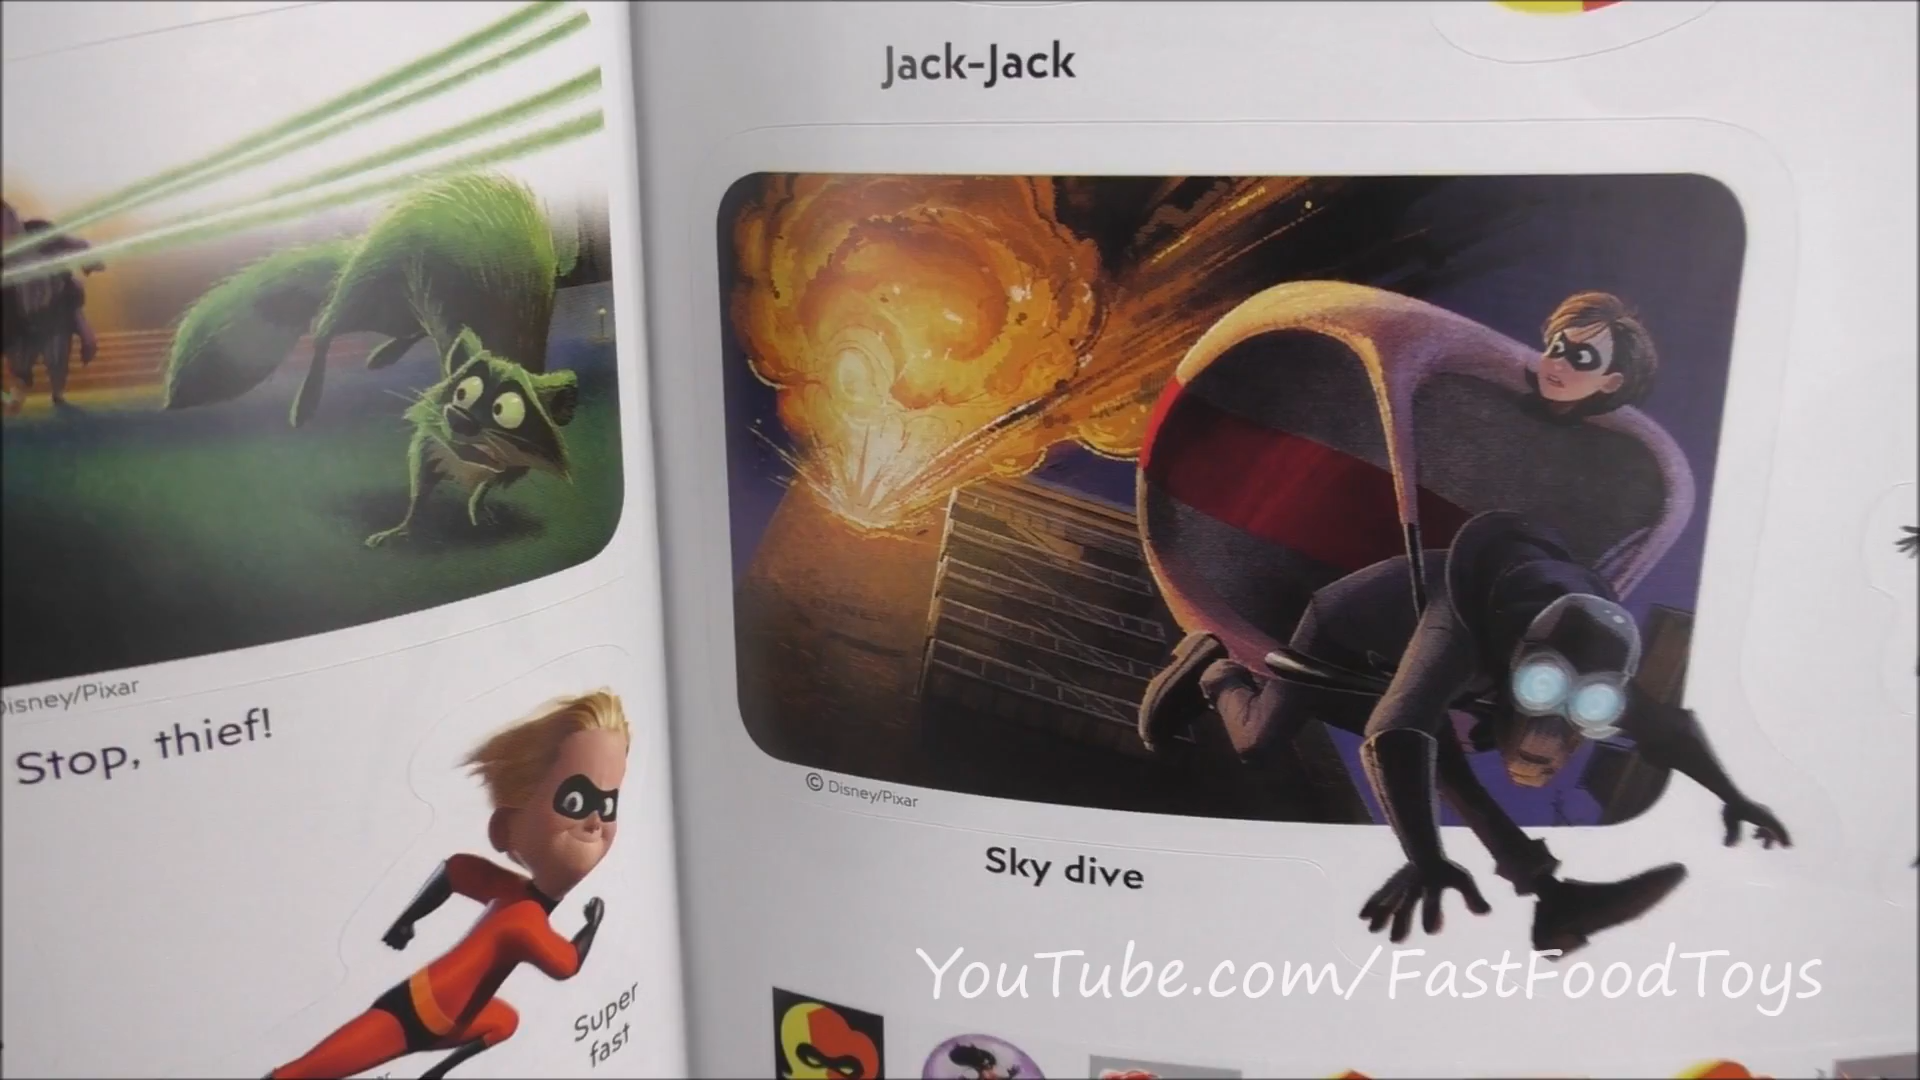 Disney/Pixar
Stop, thief!
Super
fast
Jack-Jack
© Disney/Pixar
Sky dive
YouTube.com/FastFoodToys